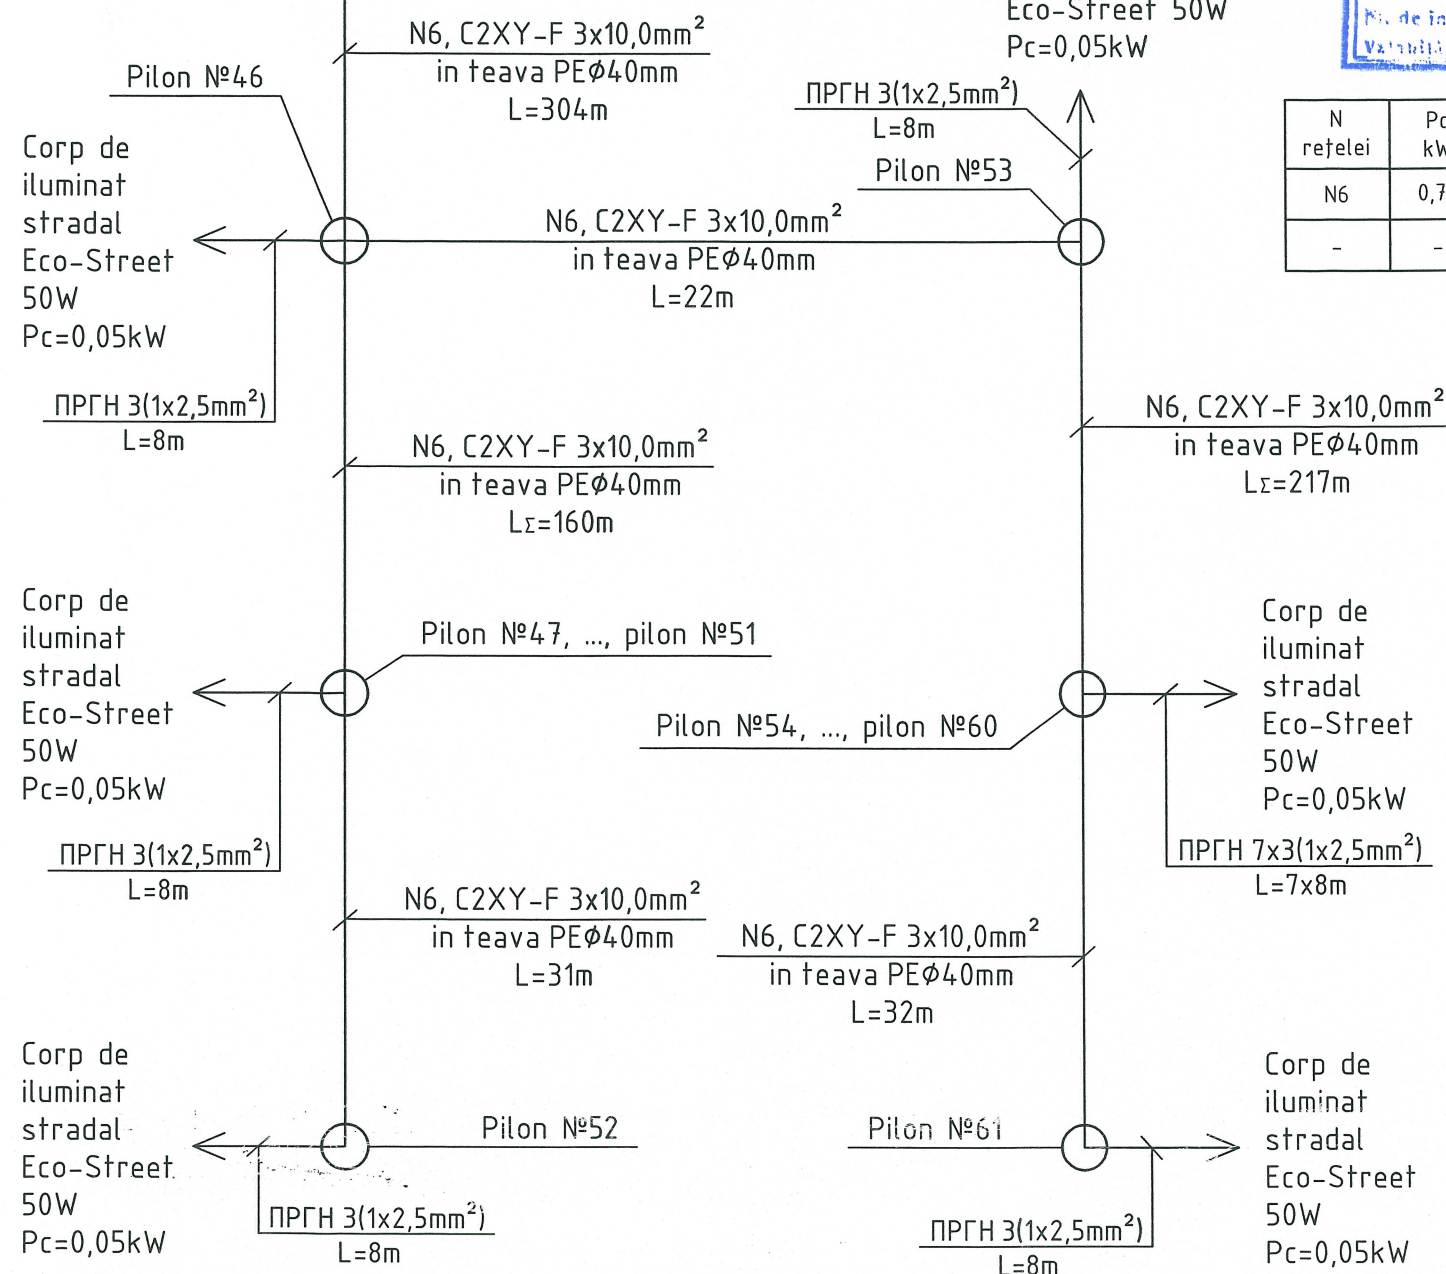 Eco-Street 50W
Pc=0,05kW
N6, C2XY-F 3x10,0mm²
in teava PEØ40mm
L=304m
Pilon №46
ПРГН 3(1x2,5mm²)
L=8m
Pilon №53
N
rețelei
N6
-
-
Corp de
iluminat
stradal
Eco-Street
50W
Pc=0,05kW
N6, C2XY-F 3x10,0mm²
in teava PEØ40mm
L=22m
ПРГН 3(1x2,5mm²)
L=8m
N6, C2XY-F 3x10,0mm²
in teava PEØ40mm
LΣ=160m
N6, C2XY-F 3x10,0mm²
in teava PEØ40mm
LΣ=217m
Corp de
iluminat
stradal
Eco-Street
50W
Pc=0,05kW
Pilon №47, ..., pilon №51
Pilon №54, ..., pilon №60
Corp de
iluminat
stradal
Eco-Street
50W
Pc=0,05kW
ПРГН 3(1x2,5mm²)
L=8m
ПРГН 7x3(1x2,5mm²)
L=7x8m
N6, C2XY-F 3x10,0mm²
in teava PEØ40mm
L=31m
N6, C2XY-F 3x10,0mm²
in teava PEØ40mm
L=32m
Corp de
iluminat
stradal
Eco-Street
50W
Pc=0,05kW
Pilon №52
Pilon №61
Corp de
iluminat
stradal
Eco-Street
50W
Pc=0,05kW
ПРГН 3(1x2,5mm²)
L=8m
ПРГН 3(1x2,5mm²)
L=8m